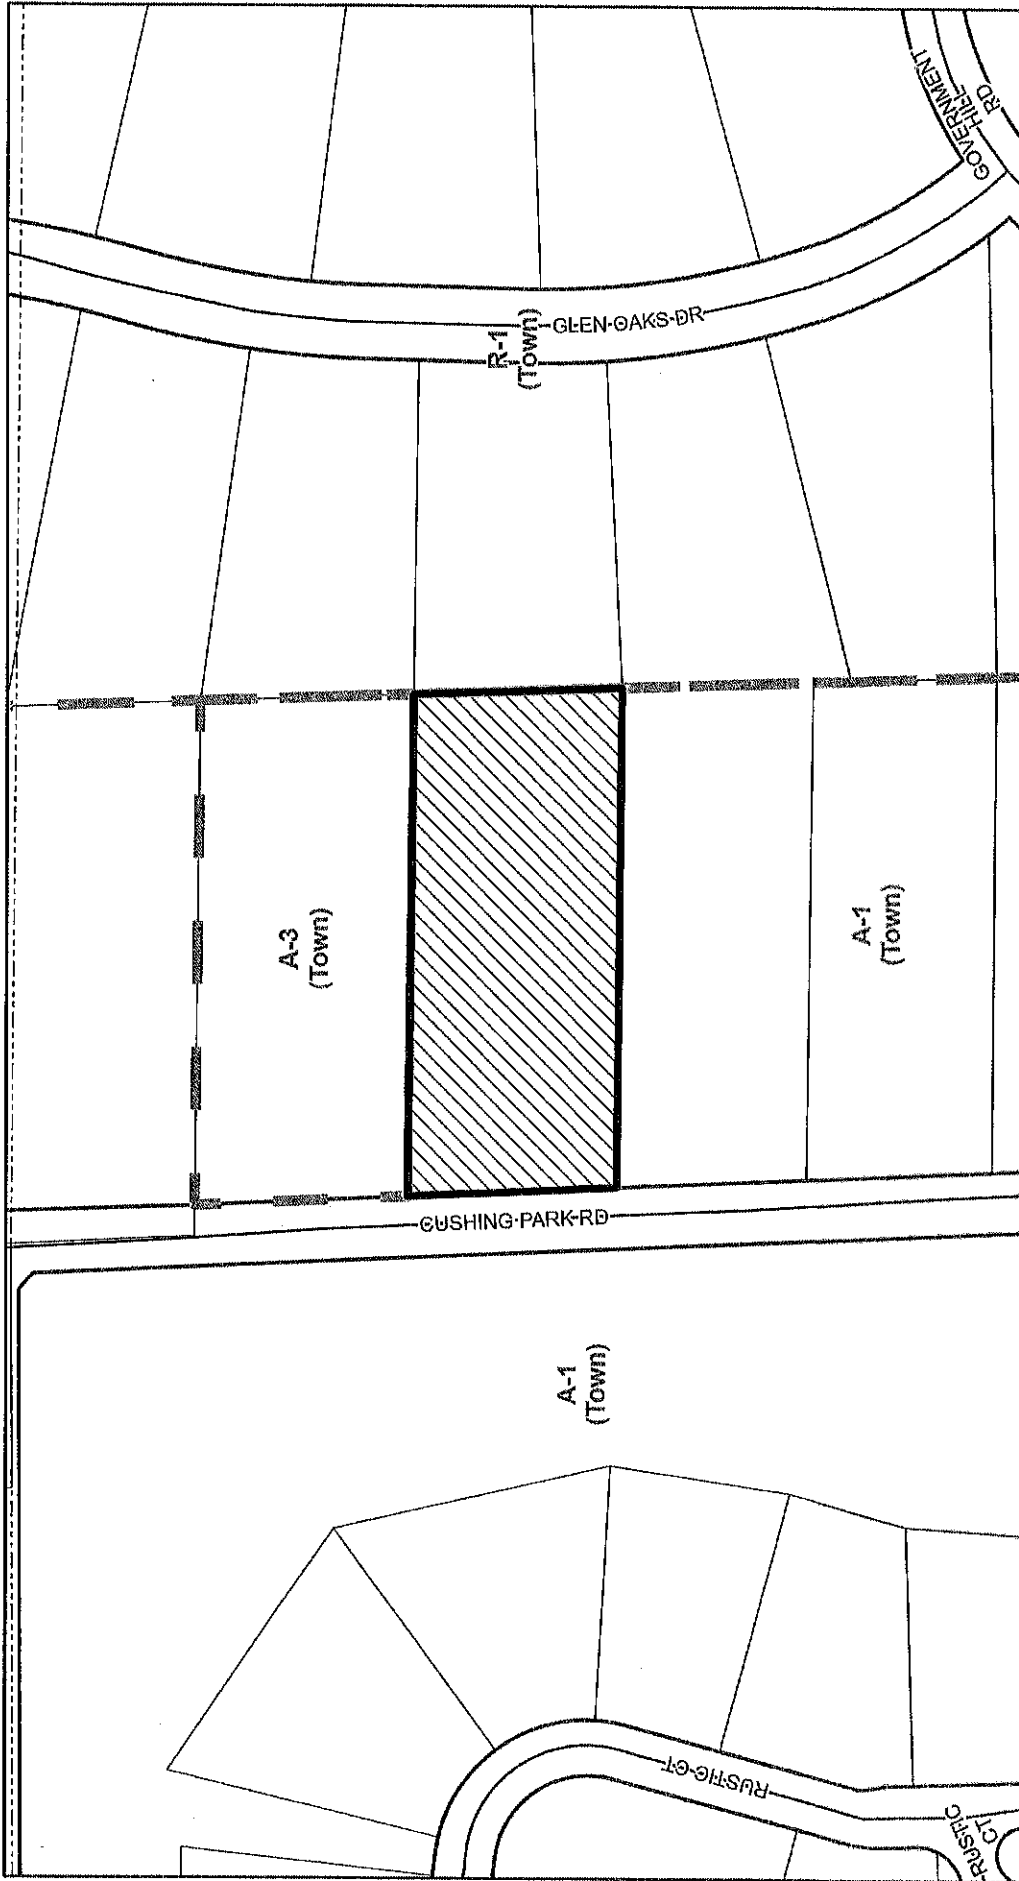 GOVERNMENT
HILL
RD
GLEN OAKS DR
R-1
(Town)
A-3
(Town)
A-1
(Town)
CUSHING PARK RD
A-1
(Town)
RUSTIC CT
RUSTIC
CT